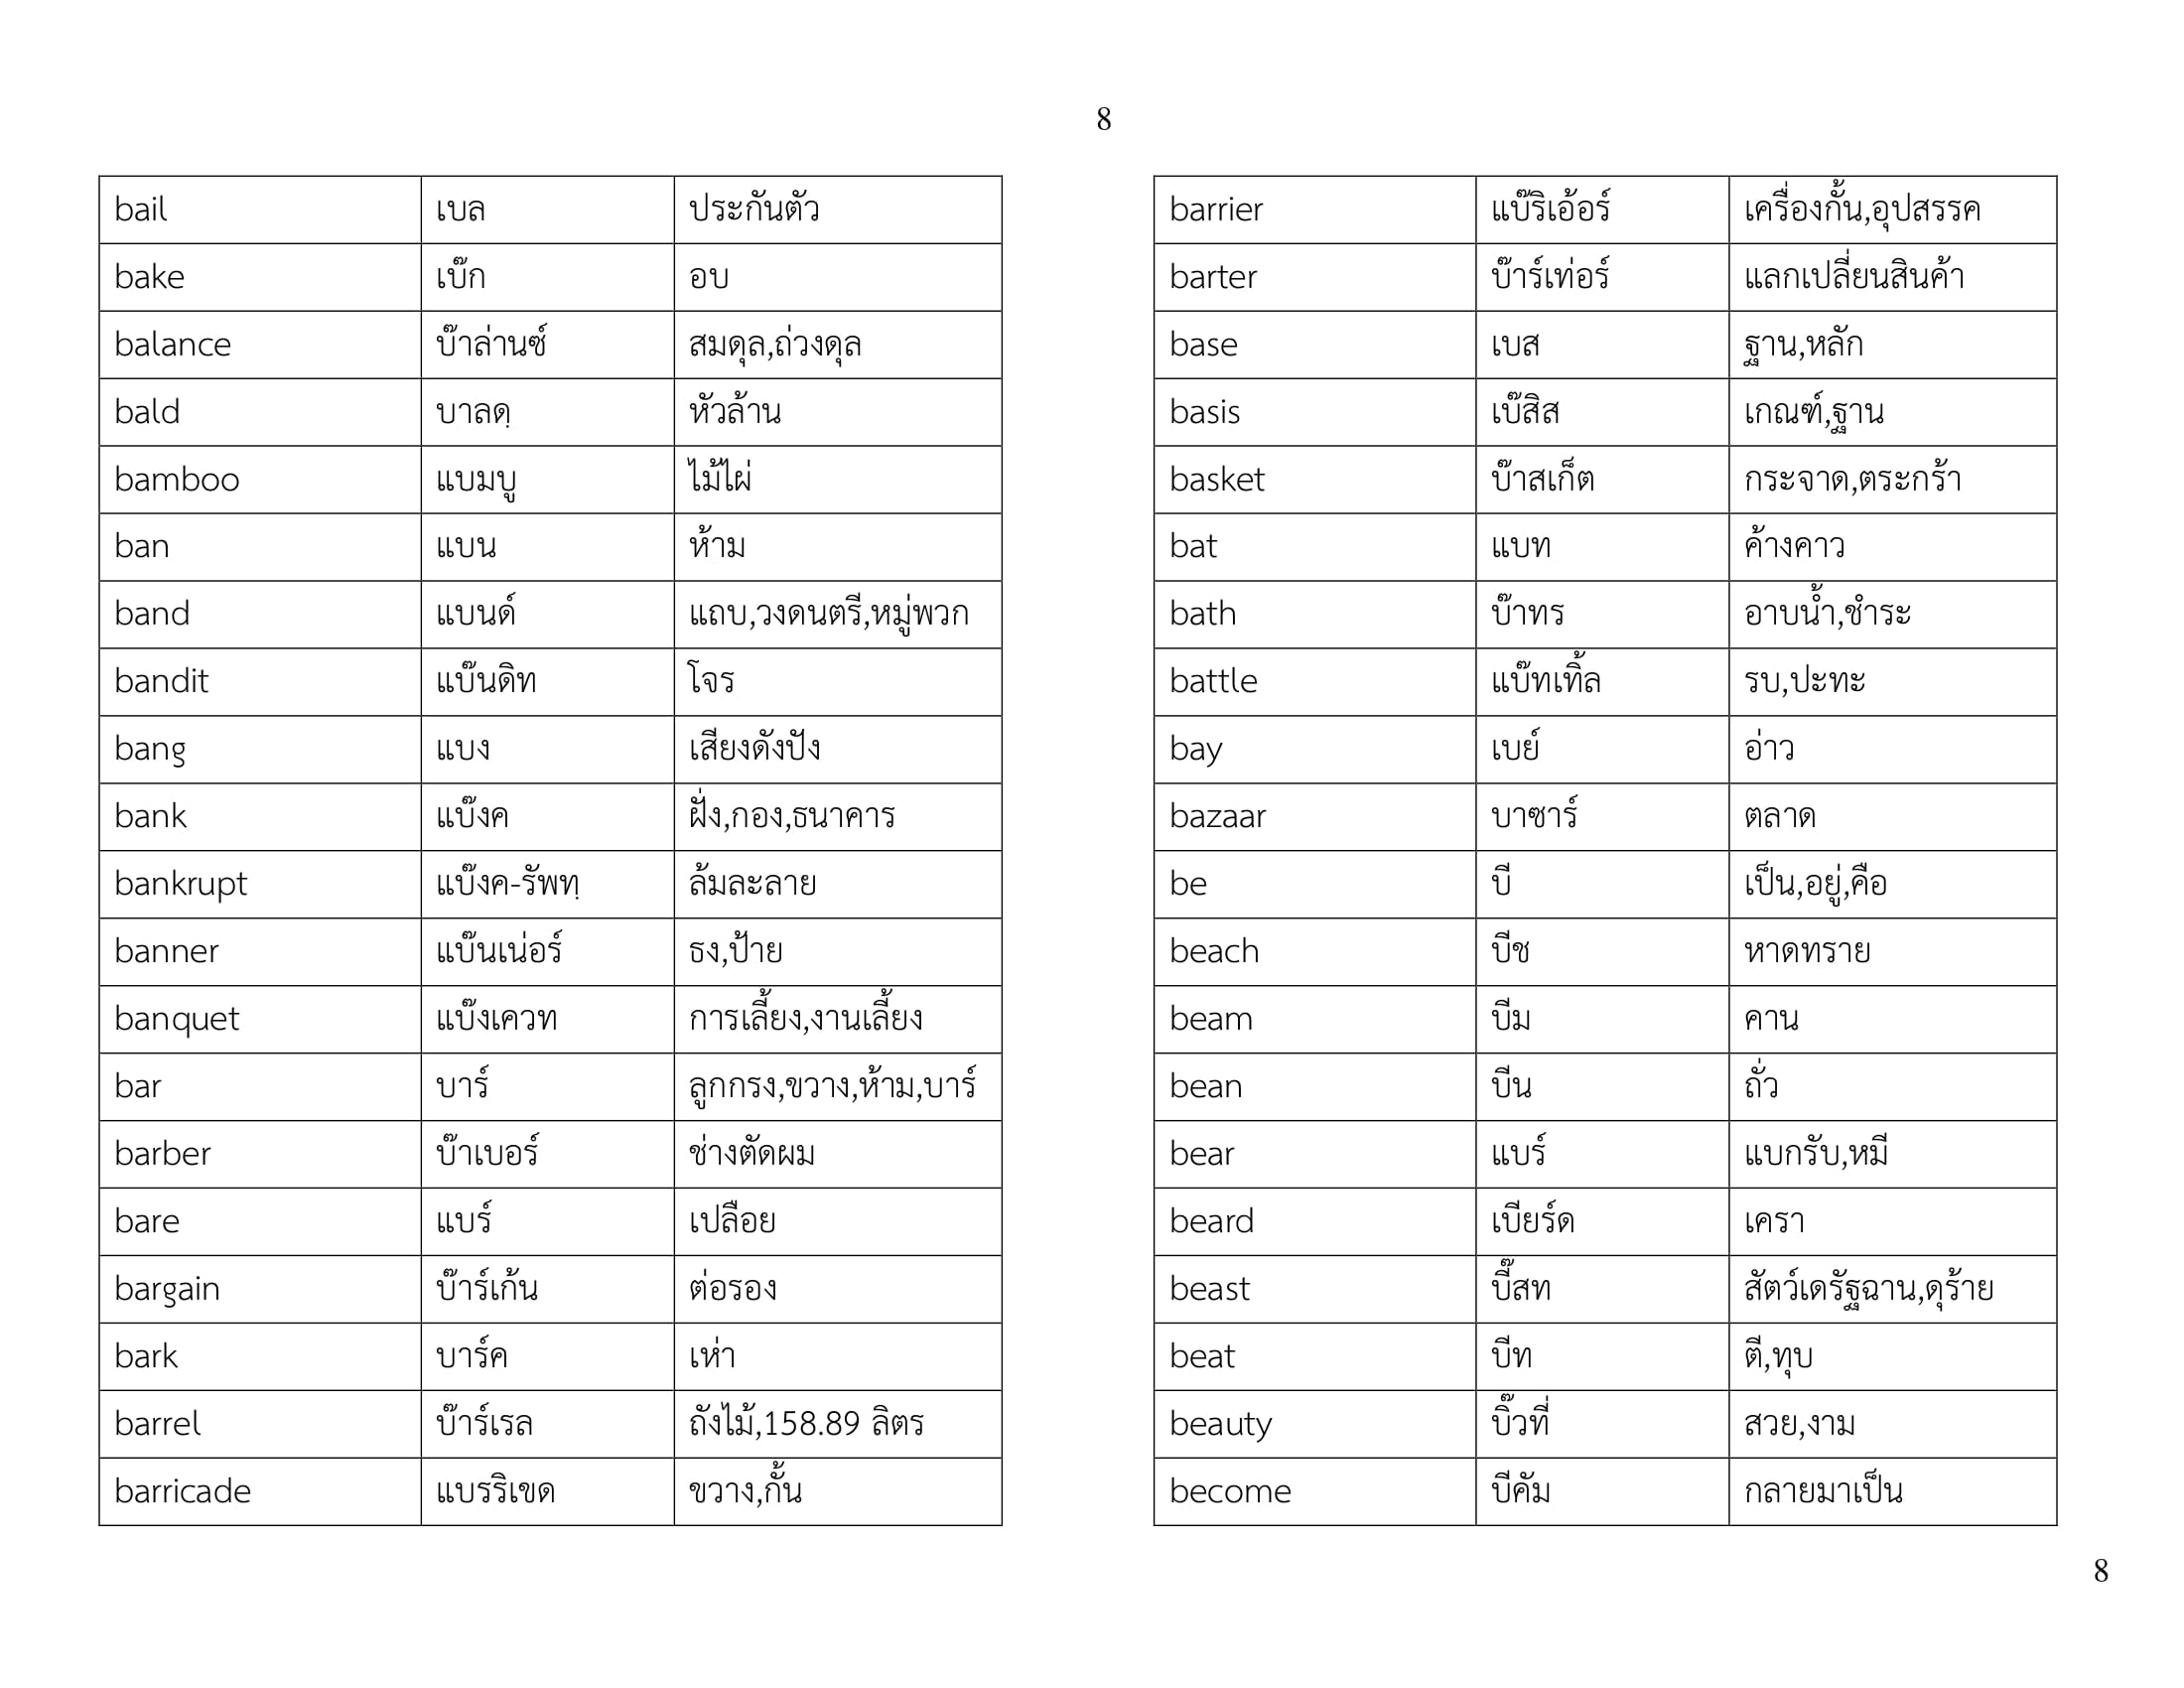 8
bail เบล ประกันตัว
bake เบ๊ก อบ
balance บ๊าล่านซ์ สมดุล,ถ่วงดุล
bald บาลดฺ หัวล้าน
bamboo แบมบู ไม้ไผ่
ban แบน ห้าม
band แบนด์ แถบ,วงดนตรี,หมู่พวก
bandit แบ๊นดิท โจร
bang แบง เสียงดังปัง
bank แบ๊งค ฝั่ง,กอง,ธนาคาร
bankrupt แบ๊งค-รัพทฺ ล้มละลาย
banner แบ๊นเน่อร์ ธง,ป้าย
banquet แบ๊งเควท การเลี้ยง,งานเลี้ยง
bar บาร์ ลูกกรง,ขวาง,ห้าม,บาร์
barber บ๊าเบอร์ ช่างตัดผม
bare แบร์ เปลือย
bargain บ๊าร์เก้น ต่อรอง
bark บาร์ค เห่า
barrel บ๊าร์เรล ถังไม้,158.89 ลิตร
barricade แบรริเขด ขวาง,กั้น
barrier แบ๊ริเอ้อร์ เครื่องกั้น,อุปสรรค
barter บ๊าร์เท่อร์ แลกเปลี่ยนสินค้า
base เบส ฐาน,หลัก
basis เบ๊สิส เกณฑ์,ฐาน
basket บ๊าสเก็ต กระจาด,ตระกร้า
bat แบท ค้างคาว
bath บ๊าทร อาบน้ำ,ชำระ
battle แบ๊ทเทิ้ล รบ,ปะทะ
bay เบย์ อ่าว
bazaar บาซาร์ ตลาด
be บี เป็น,อยู่,คือ
beach บีช หาดทราย
beam บีม คาน
bean บีน ถั่ว
bear แบร์ แบกรับ,หมี
beard เบียร์ด เครา
beast บี๊สท สัตว์เดรัฐฉาน,ดุร้าย
beat บีท ตี,ทุบ
beauty บิ๊วที่ สวย,งาม
become บีคัม กลายมาเป็น
8